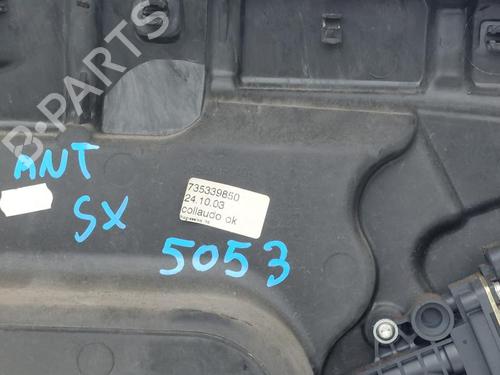 B-PARTS
ANT
SX
735339850
24.10.03
collaudo ok
5053